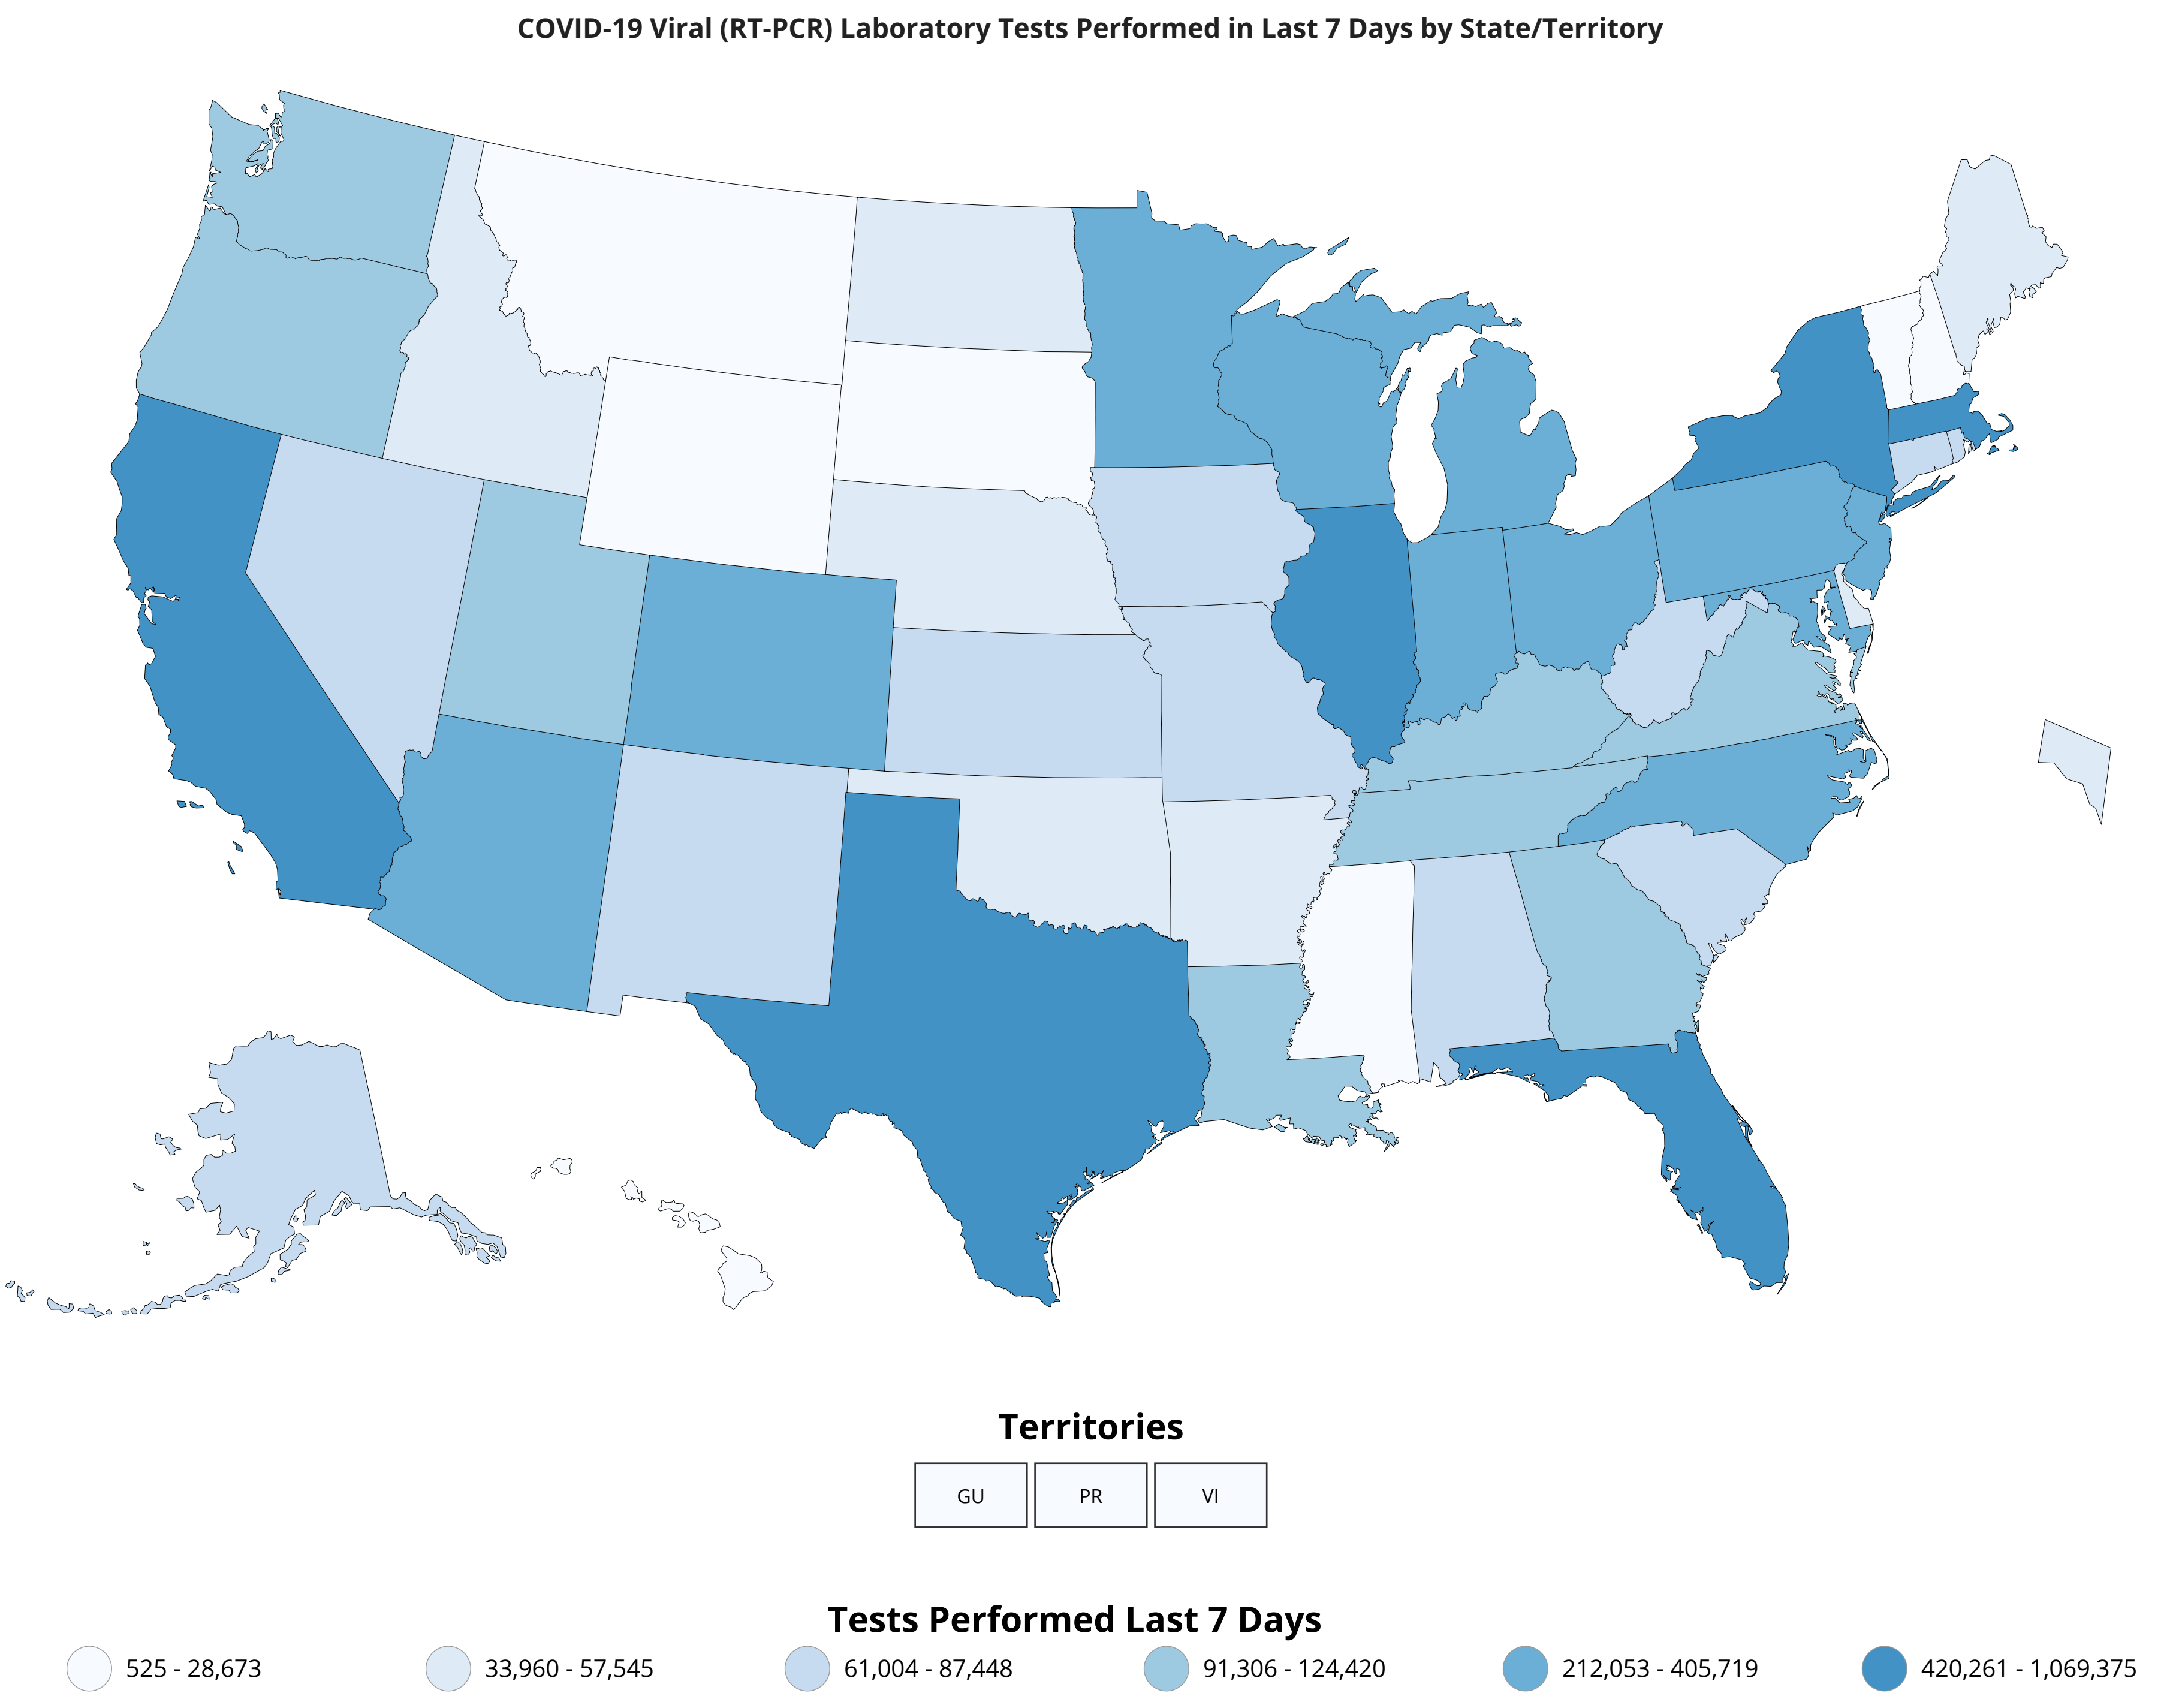 COVID-19 Viral (RT-PCR) Laboratory Tests Performed in Last 7 Days by State/Territory
Territories
GU PR VI
Tests Performed Last 7 Days
525 - 28,673 33,960 - 57,545 61,004 - 87,448 91,306 - 124,420 212,053 - 405,719 420,261 - 1,069,375